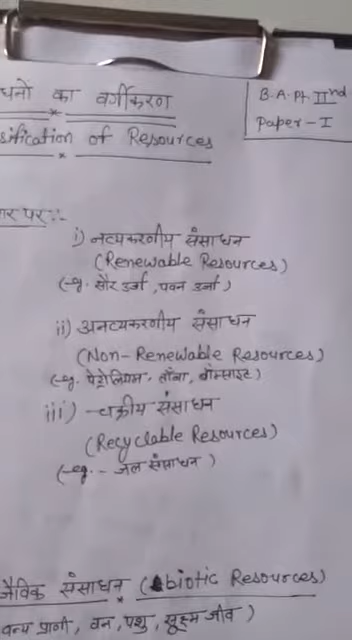 धनों का वर्गीकरण
B.A.Pt. IInd
Paper - I
sification of Resources
ार पर :-
i) नव्यकरणीय संसाधन
(Renewable Resources)
(-eg. सौर उर्जा, पवन उर्जा)
ii) अनव्यकरणीय संसाधन
(Non-Renewable Resources)
(-eg. पेट्रोलियम, ताँबा, बॉक्साइट)
iii) - चक्रीय संसाधन
(Recyclable Resources)
(-eg. - जल संसाधन)
जैविक संसाधन (biotic Resources)
वन्य प्राणी, वन, पशु, सूक्ष्म जीव)